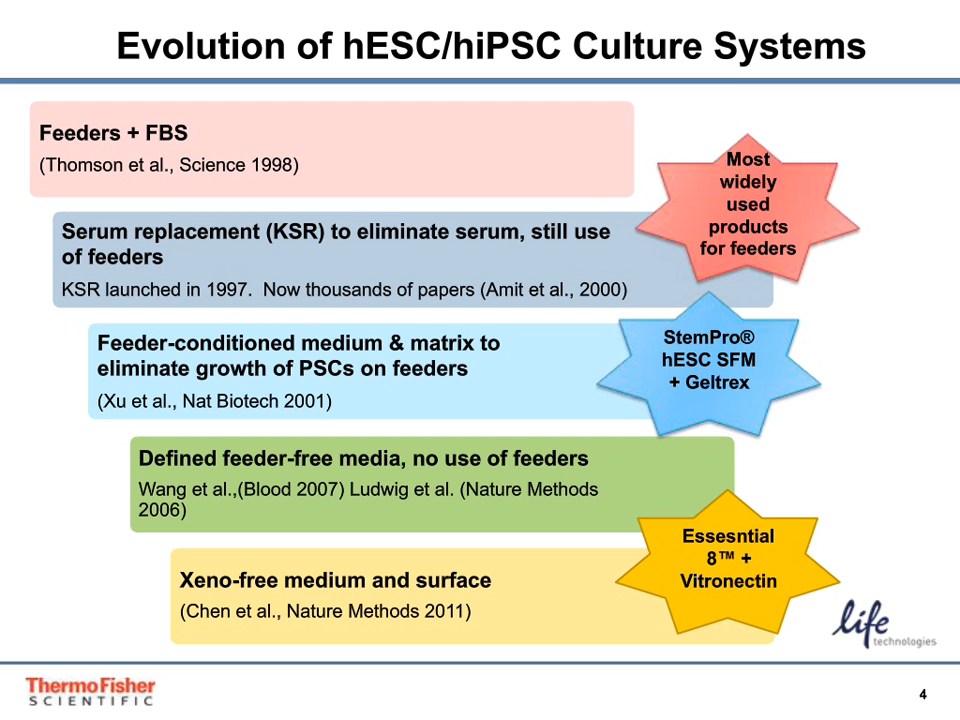 Evolution of hESC/hiPSC Culture Systems
Feeders + FBS
(Thomson et al., Science 1998)
Most
widely
used
products
for feeders
Serum replacement (KSR) to eliminate serum, still use
of feeders
KSR launched in 1997.  Now thousands of papers (Amit et al., 2000)
Feeder-conditioned medium & matrix to
eliminate growth of PSCs on feeders
(Xu et al., Nat Biotech 2001)
StemPro®
hESC SFM
+ Geltrex
Defined feeder-free media, no use of feeders
Wang et al.,(Blood 2007) Ludwig et al. (Nature Methods
2006)
Essesntial
8™ +
Vitronectin
Xeno-free medium and surface
(Chen et al., Nature Methods 2011)
life
technologies
ThermoFisher
SCIENTIFIC
4